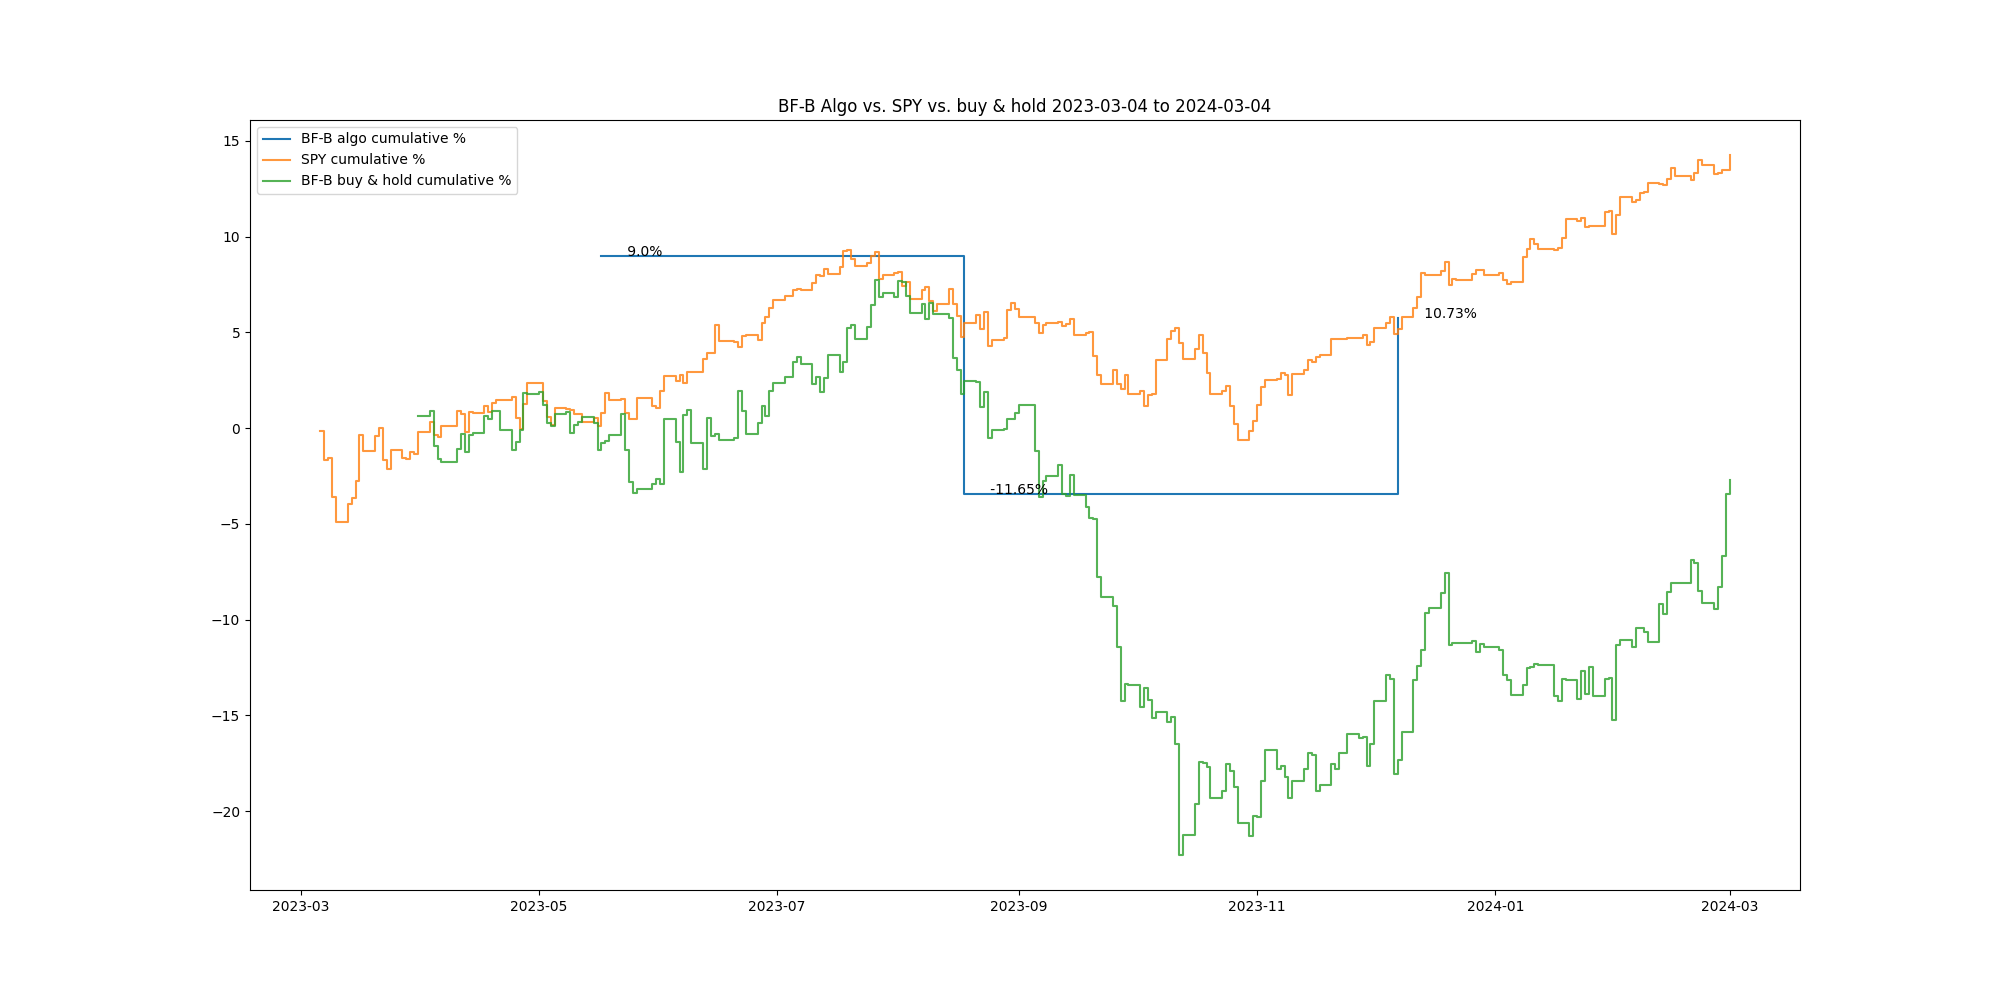 BF-B Algo vs. SPY vs. buy & hold 2023-03-04 to 2024-03-04
BF-B algo cumulative %
SPY cumulative %
BF-B buy & hold cumulative %
15
10
5
0
−5
−10
−15
−20
9.0%
10.73%
-11.65%
2023-03 2023-05 2023-07 2023-09 2023-11 2024-01 2024-03